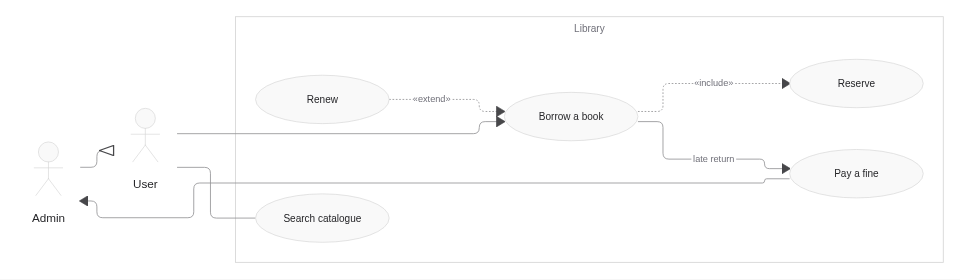 Library
Renew
«extend»
Borrow a book
«include»
Reserve
late return
Pay a fine
User
Admin
Search catalogue